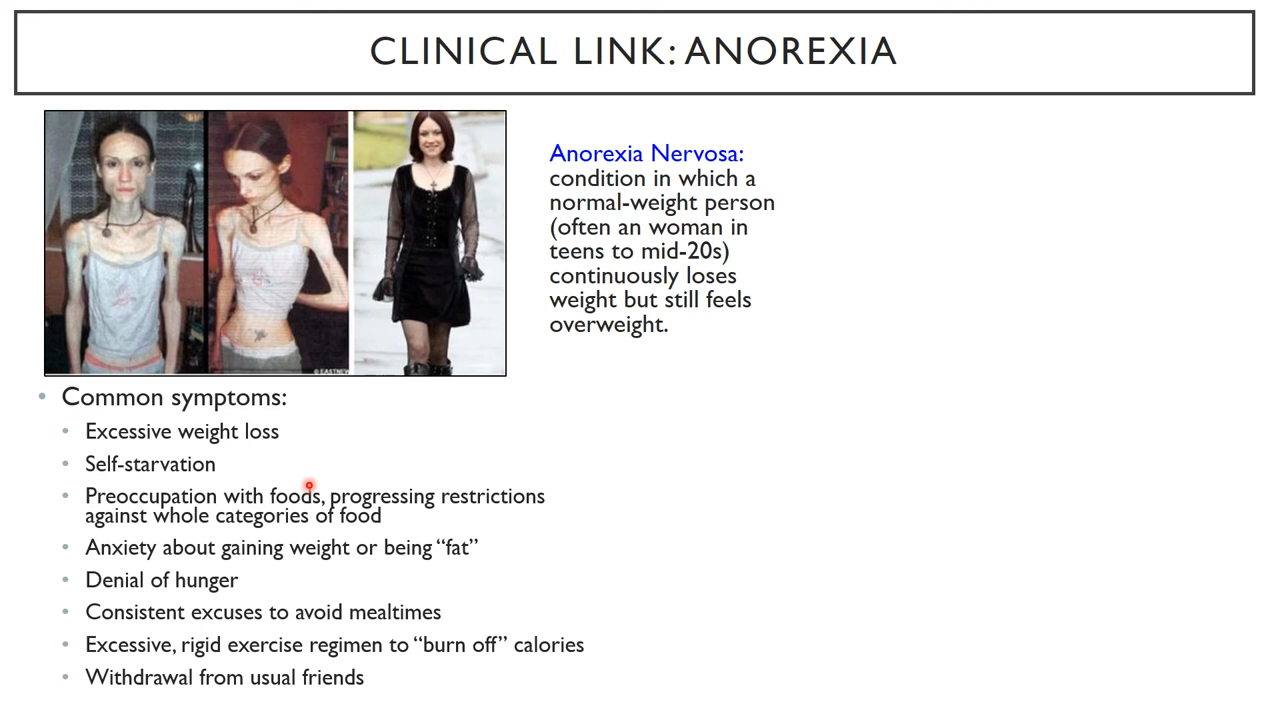 CLINICAL LINK: ANOREXIA
Anorexia Nervosa:
condition in which a
normal-weight person
(often an woman in
teens to mid-20s)
continuously loses
weight but still feels
overweight.
• Common symptoms:
• Excessive weight loss
• Self-starvation
• Preoccupation with foods, progressing restrictions
against whole categories of food
• Anxiety about gaining weight or being “fat”
• Denial of hunger
• Consistent excuses to avoid mealtimes
• Excessive, rigid exercise regimen to “burn off” calories
• Withdrawal from usual friends